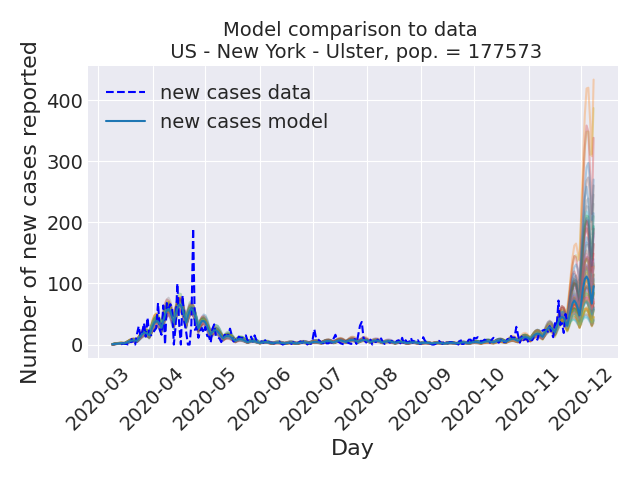 Model comparison to data
US - New York - Ulster, pop. = 177573
Number of new cases reported
400
300
200
100
0
new cases data
new cases model
2020-03
2020-04
2020-05
2020-06
2020-07
2020-08
2020-09
2020-10
2020-11
2020-12
Day